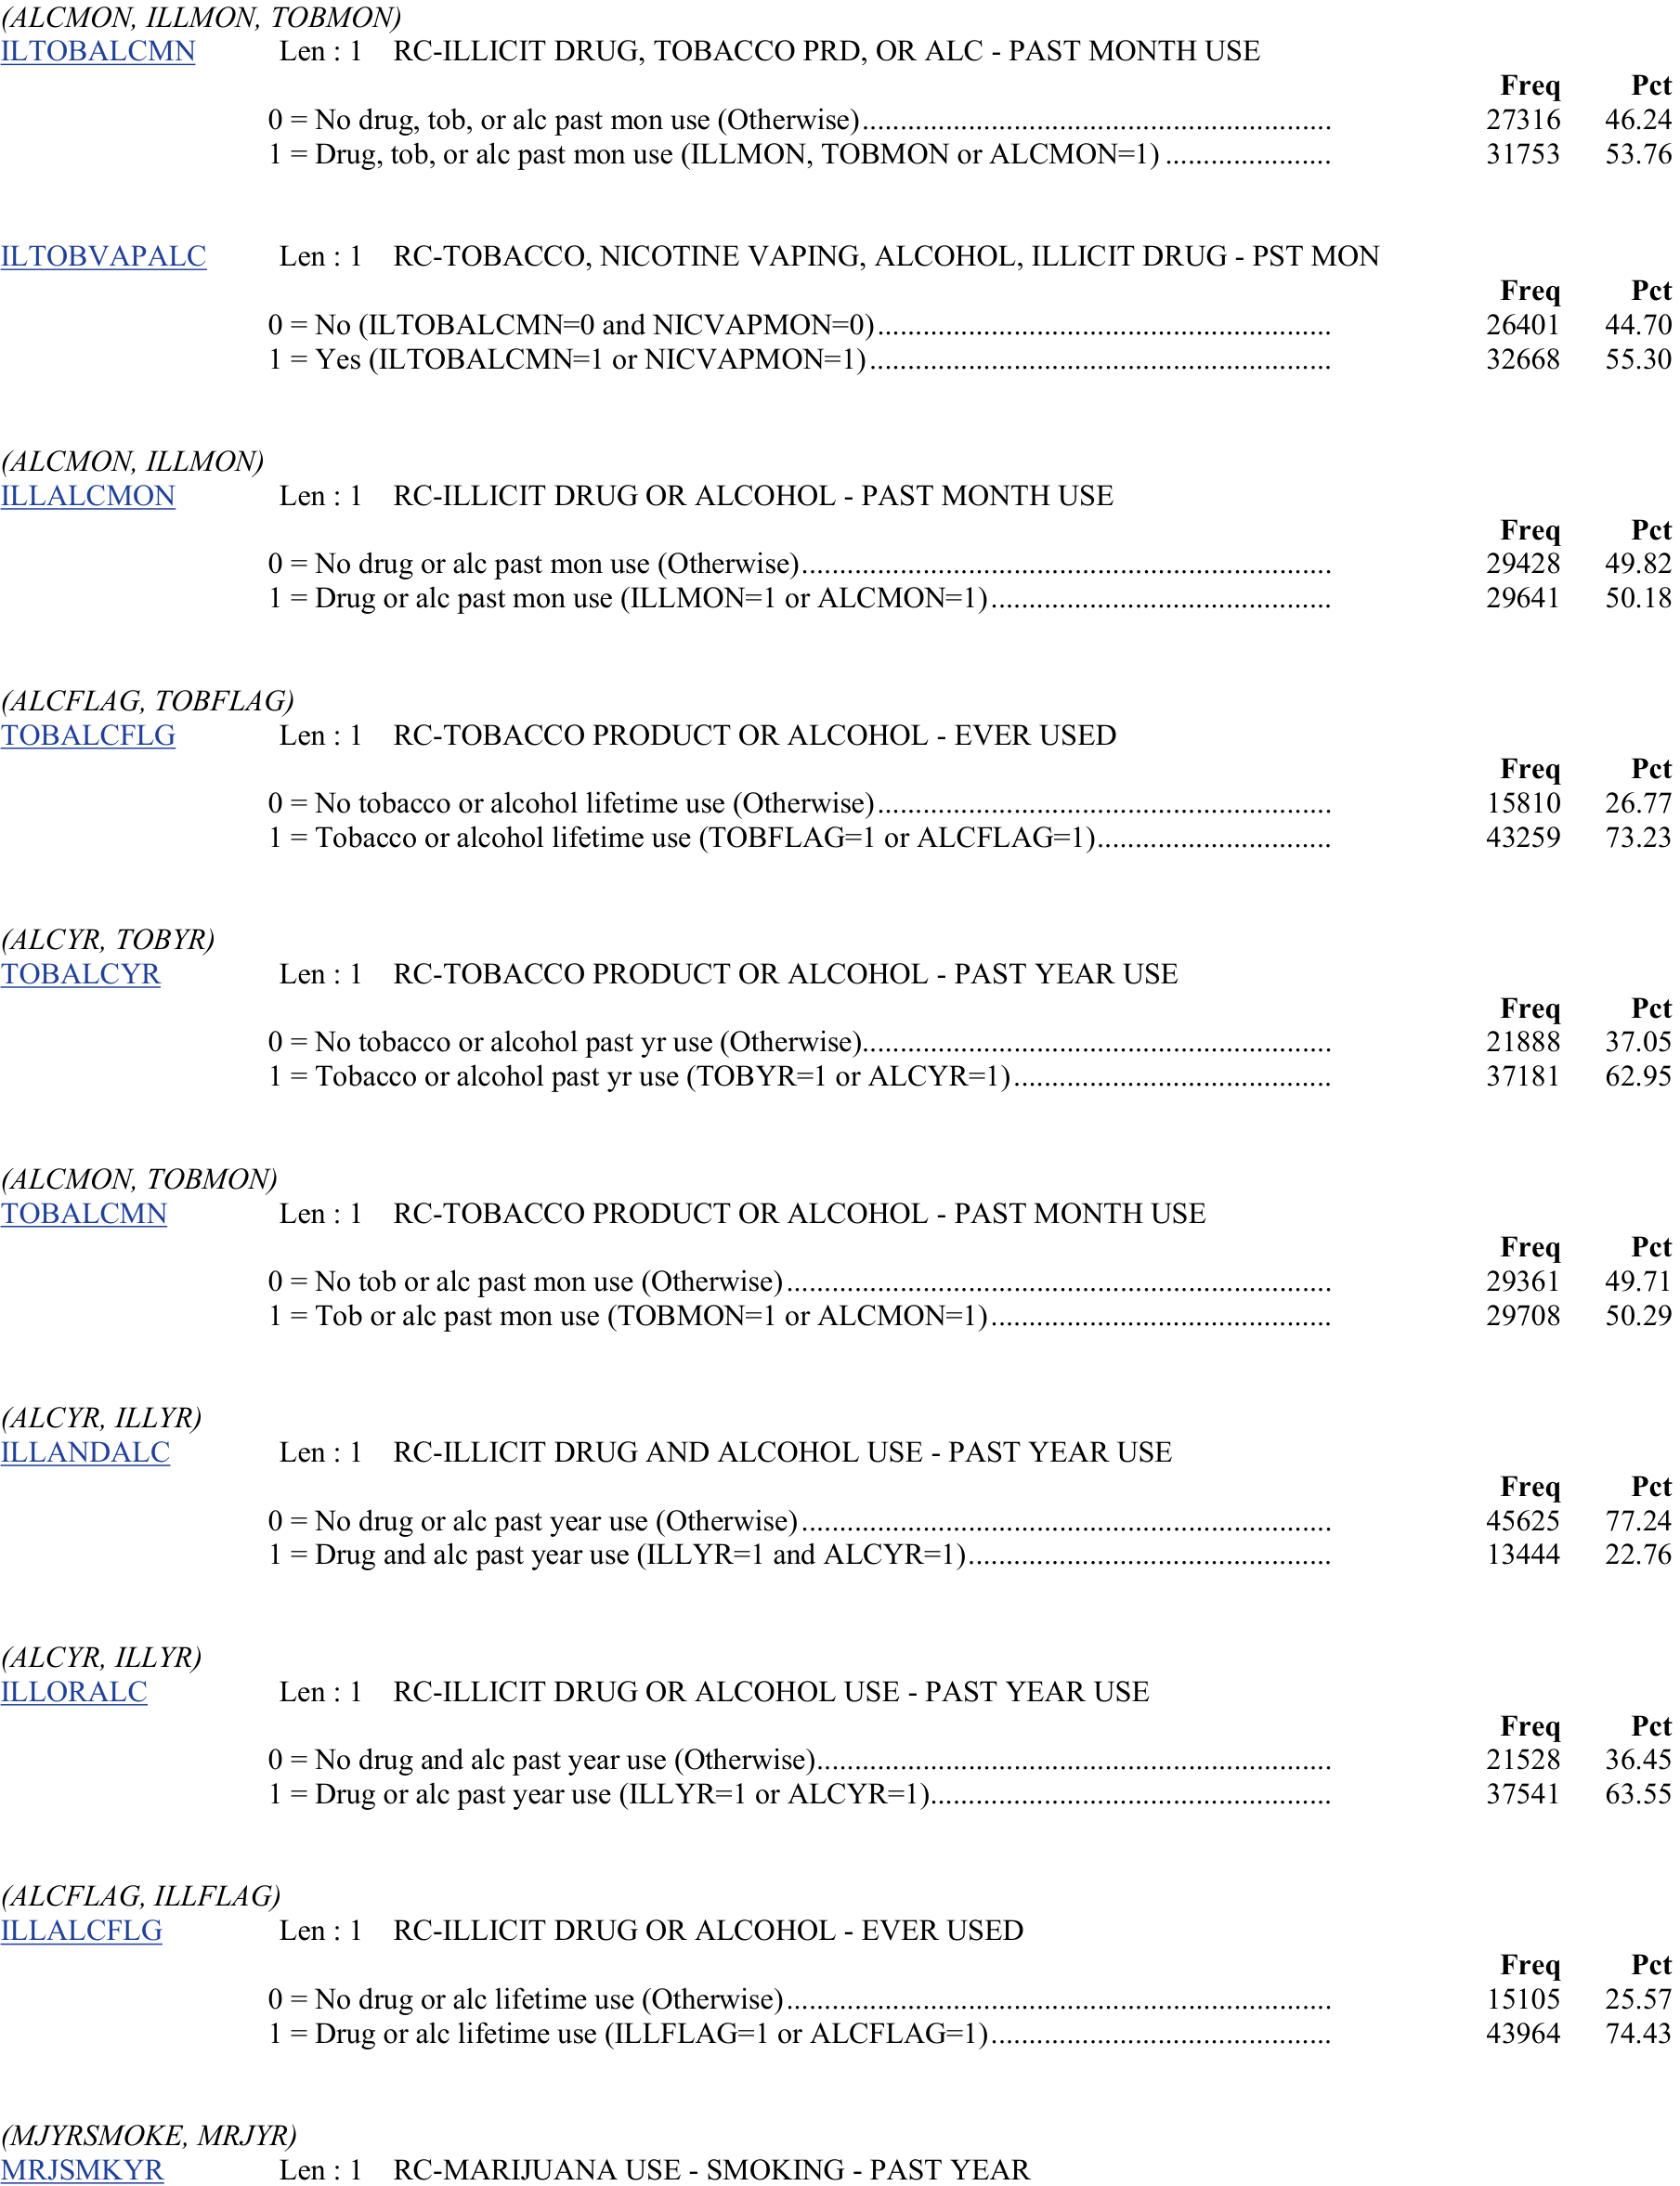 (ALCMON, ILLMON, TOBMON)
ILTOBALCMN Len : 1 RC-ILLICIT DRUG, TOBACCO PRD, OR ALC - PAST MONTH USE
Freq Pct
0 = No drug, tob, or alc past mon use (Otherwise).............................................................. 27316 46.24
1 = Drug, tob, or alc past mon use (ILLMON, TOBMON or ALCMON=1)...................... 31753 53.76
ILTOBVAPALC Len : 1 RC-TOBACCO, NICOTINE VAPING, ALCOHOL, ILLICIT DRUG - PST MON
Freq Pct
0 = No (ILTOBALCMN=0 and NICVAPMON=0)............................................................ 26401 44.70
1 = Yes (ILTOBALCMN=1 or NICVAPMON=1)............................................................. 32668 55.30
(ALCMON, ILLMON)
ILLALCMON Len : 1 RC-ILLICIT DRUG OR ALCOHOL - PAST MONTH USE
Freq Pct
0 = No drug or alc past mon use (Otherwise)...................................................................... 29428 49.82
1 = Drug or alc past mon use (ILLMON=1 or ALCMON=1)............................................. 29641 50.18
(ALCFLAG, TOBFLAG)
TOBALCFLG Len : 1 RC-TOBACCO PRODUCT OR ALCOHOL - EVER USED
Freq Pct
0 = No tobacco or alcohol lifetime use (Otherwise)............................................................ 15810 26.77
1 = Tobacco or alcohol lifetime use (TOBFLAG=1 or ALCFLAG=1)............................... 43259 73.23
(ALCYR, TOBYR)
TOBALCYR Len : 1 RC-TOBACCO PRODUCT OR ALCOHOL - PAST YEAR USE
Freq Pct
0 = No tobacco or alcohol past yr use (Otherwise).............................................................. 21888 37.05
1 = Tobacco or alcohol past yr use (TOBYR=1 or ALCYR=1).......................................... 37181 62.95
(ALCMON, TOBMON)
TOBALCMN Len : 1 RC-TOBACCO PRODUCT OR ALCOHOL - PAST MONTH USE
Freq Pct
0 = No tob or alc past mon use (Otherwise)........................................................................ 29361 49.71
1 = Tob or alc past mon use (TOBMON=1 or ALCMON=1)............................................. 29708 50.29
(ALCYR, ILLYR)
ILLANDALC Len : 1 RC-ILLICIT DRUG AND ALCOHOL USE - PAST YEAR USE
Freq Pct
0 = No drug or alc past year use (Otherwise)...................................................................... 45625 77.24
1 = Drug and alc past year use (ILLYR=1 and ALCYR=1)................................................ 13444 22.76
(ALCYR, ILLYR)
ILLORALC Len : 1 RC-ILLICIT DRUG OR ALCOHOL USE - PAST YEAR USE
Freq Pct
0 = No drug and alc past year use (Otherwise).................................................................... 21528 36.45
1 = Drug or alc past year use (ILLYR=1 or ALCYR=1)..................................................... 37541 63.55
(ALCFLAG, ILLFLAG)
ILLALCFLG Len : 1 RC-ILLICIT DRUG OR ALCOHOL - EVER USED
Freq Pct
0 = No drug or alc lifetime use (Otherwise)........................................................................ 15105 25.57
1 = Drug or alc lifetime use (ILLFLAG=1 or ALCFLAG=1)............................................. 43964 74.43
(MJYRSMOKE, MRJYR)
MRJSMKYR Len : 1 RC-MARIJUANA USE - SMOKING - PAST YEAR